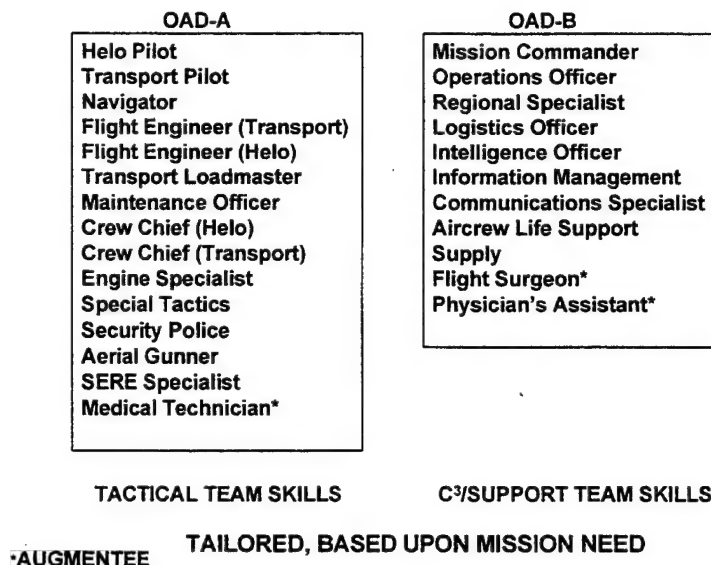 OAD-A
Helo Pilot
Transport Pilot
Navigator
Flight Engineer (Transport)
Flight Engineer (Helo)
Transport Loadmaster
Maintenance Officer
Crew Chief (Helo)
Crew Chief (Transport)
Engine Specialist
Special Tactics
Security Police
Aerial Gunner
SERE Specialist
Medical Technician*
TACTICAL TEAM SKILLS
OAD-B
Mission Commander
Operations Officer
Regional Specialist
Logistics Officer
Intelligence Officer
Information Management
Communications Specialist
Aircrew Life Support
Supply
Flight Surgeon*
Physician's Assistant*
C³/SUPPORT TEAM SKILLS
TAILORED, BASED UPON MISSION NEED
*AUGMENTEE